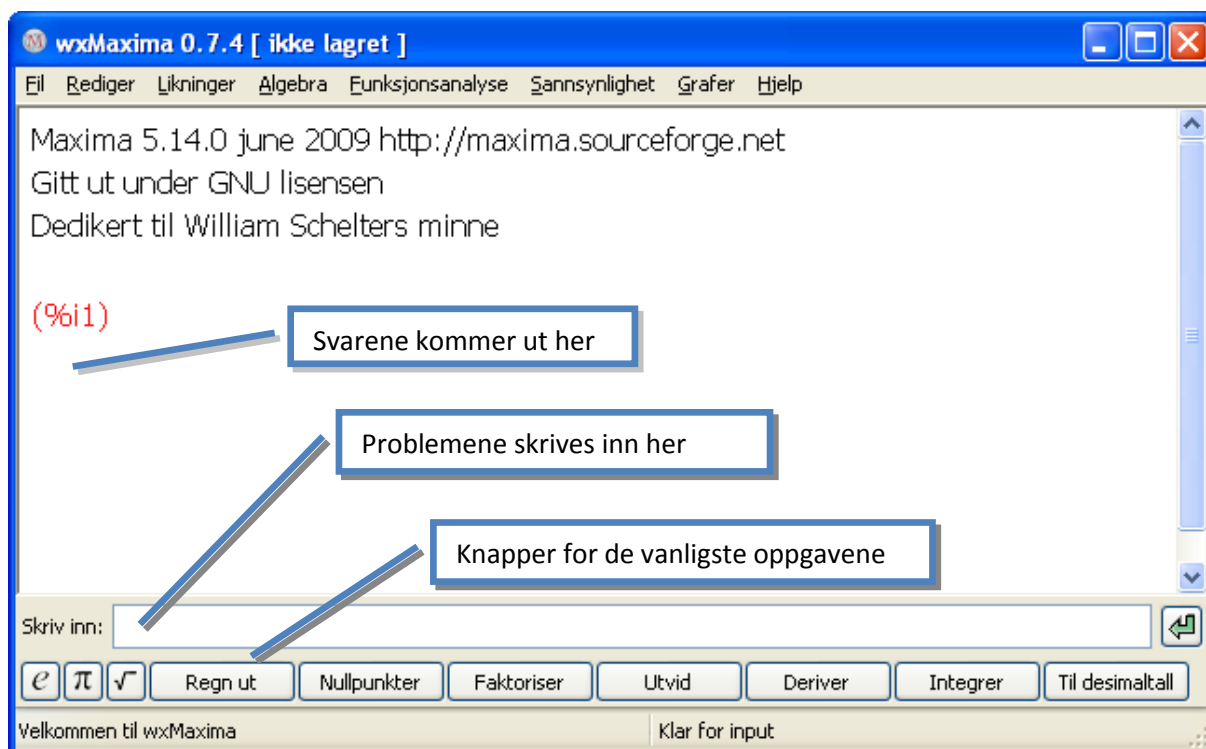 wxMaxima 0.7.4 [ ikke lagret ]
Fil Rediger Likninger Algebra Funksjonsanalyse Sannsynlighet Grafer Hjelp
Maxima 5.14.0 june 2009 http://maxima.sourceforge.net
Gitt ut under GNU lisensen
Dedikert til William Schelters minne
(%i1)
Svarene kommer ut her
Problemene skrives inn her
Knapper for de vanligste oppgavene
Skriv inn:
e π √ Regn ut Nullpunkter Faktoriser Utvid Deriver Integrer Til desimaltall
Velkommen til wxMaxima Klar for input